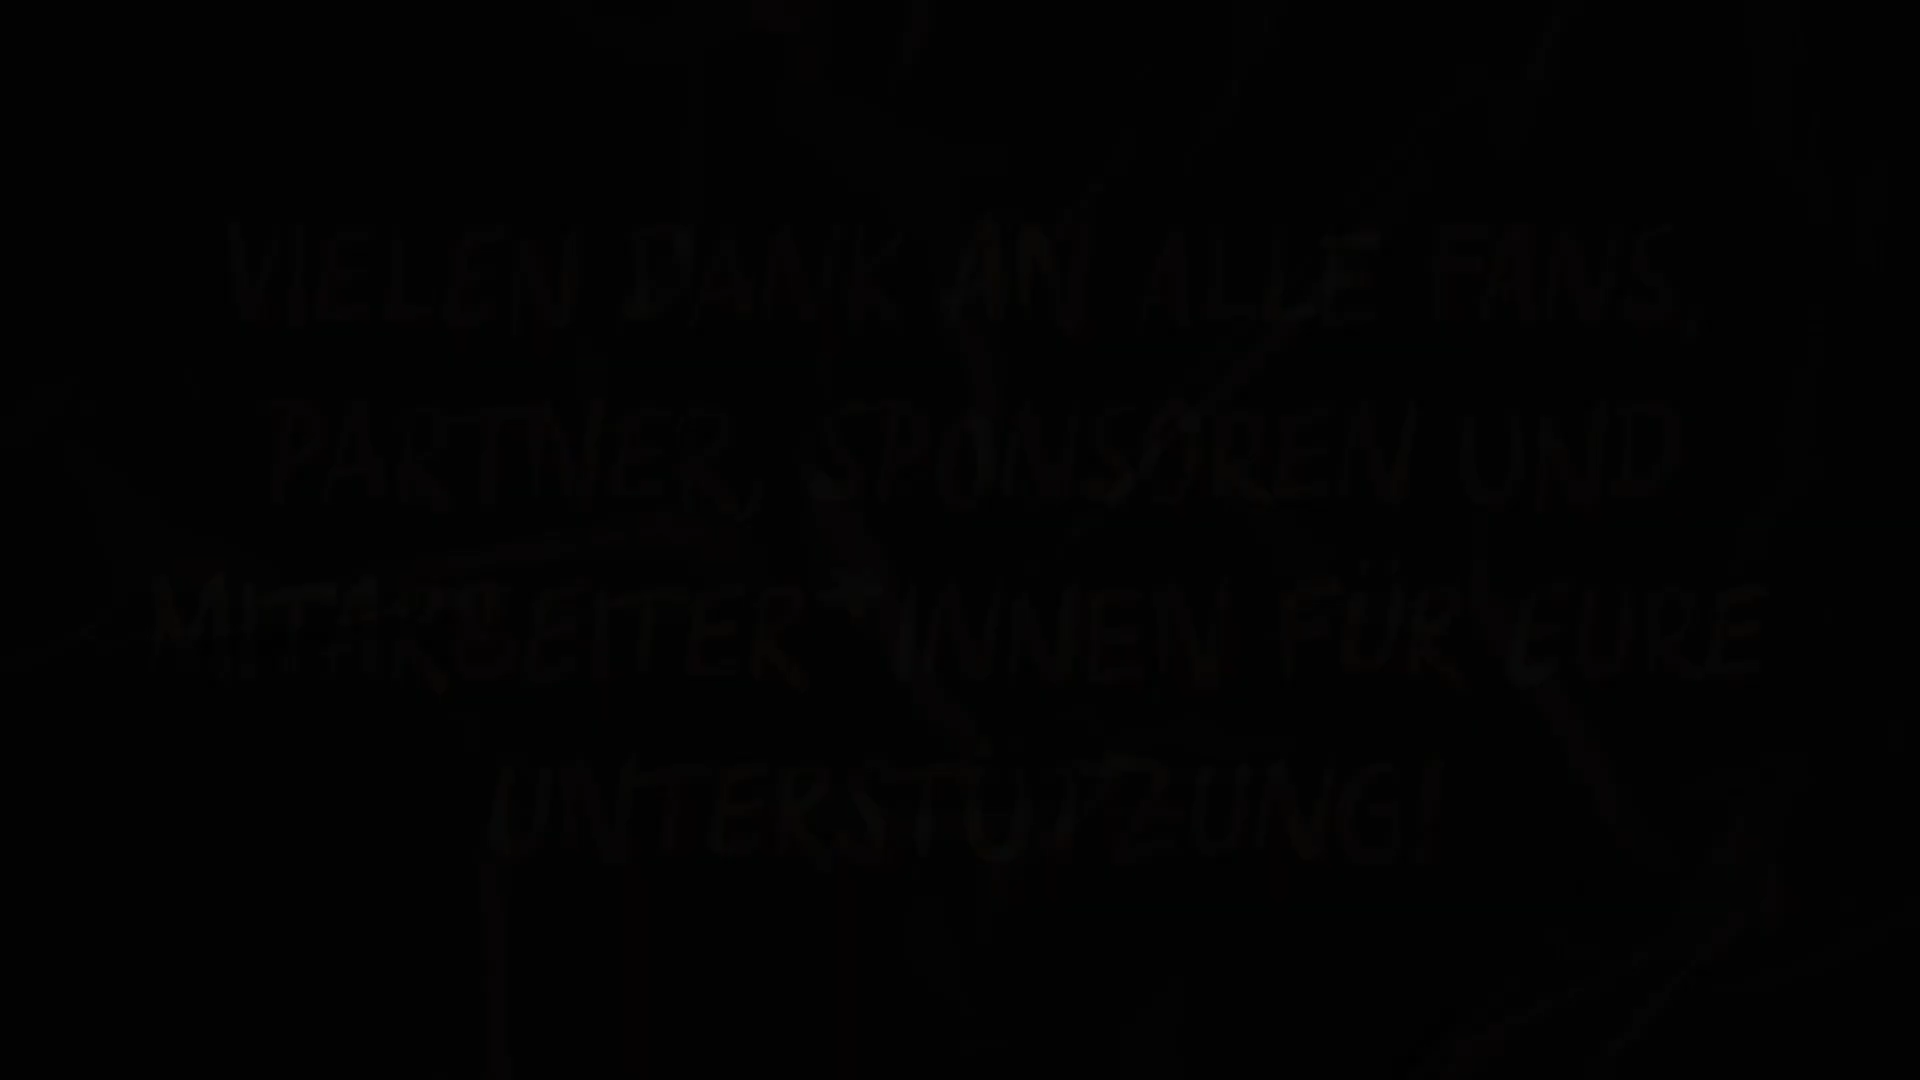 VIELEN DANK AN ALLE FANS,
PARTNER, SPONSOREN UND
MITARBEITER*INNEN FÜR EURE
UNTERSTÜTZUNG!